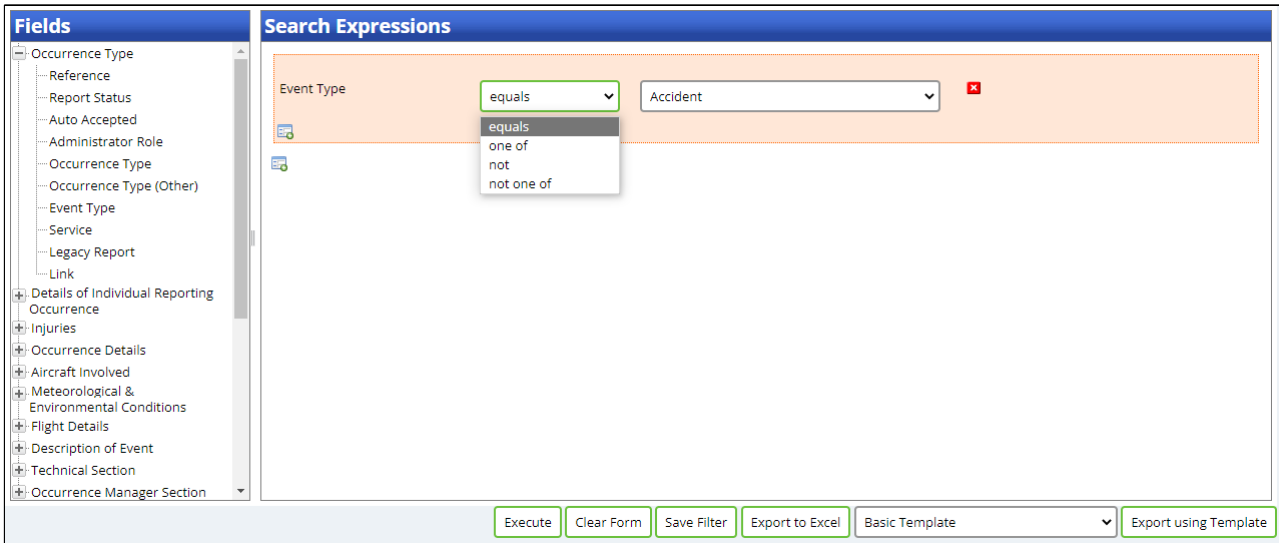 Fields
Occurrence Type
Reference
Report Status
Auto Accepted
Administrator Role
Occurrence Type
Occurrence Type (Other)
Event Type
Service
Legacy Report
Link
Details of Individual Reporting
Occurrence
Injuries
Occurrence Details
Aircraft Involved
Meteorological &
Environmental Conditions
Flight Details
Description of Event
Technical Section
Occurrence Manager Section
Search Expressions
Event Type
equals
Accident
equals
one of
not
not one of
Execute
Clear Form
Save Filter
Export to Excel
Basic Template
Export using Template